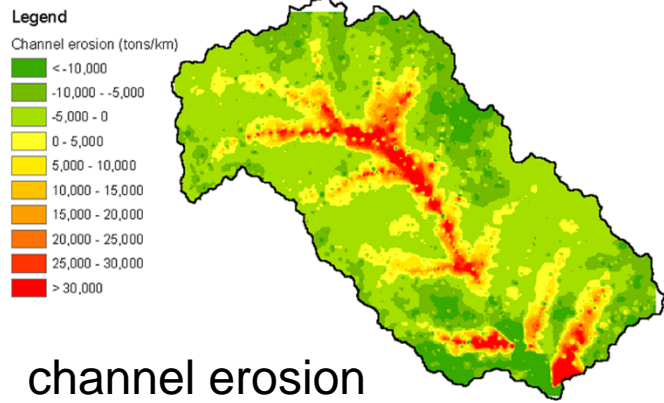 Legend
Channel erosion (tons/km)
< -10,000
-10,000 - -5,000
-5,000 - 0
0 - 5,000
5,000 - 10,000
10,000 - 15,000
15,000 - 20,000
20,000 - 25,000
25,000 - 30,000
> 30,000
channel erosion